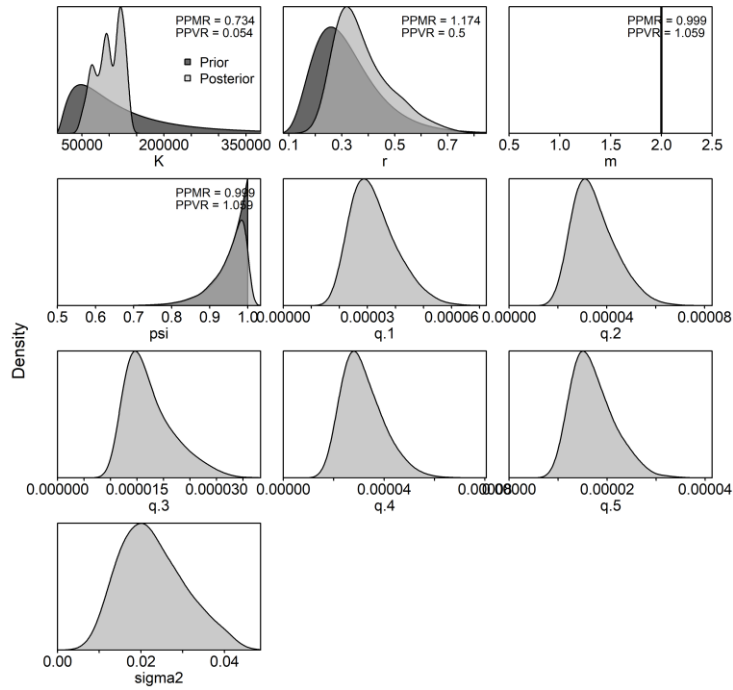 PPMR = 0.734
PPVR = 0.054
Prior
Posterior
50000 200000 350000
K
PPMR = 1.174
PPVR = 0.5
0.1 0.3 0.5 0.7
r
PPMR = 0.999
PPVR = 1.059
0.5 1.0 1.5 2.0 2.5
m
PPMR = 0.999
PPVR = 1.059
0.5 0.6 0.7 0.8 0.9 1.0
psi
0.00000 0.00003 0.00006
q.1
0.00000 0.00004 0.00008
q.2
Density
0.000000 0.000015 0.000030
q.3
0.00000 0.00004 0.00008
q.4
0.00000 0.00002 0.00004
q.5
0.00 0.02 0.04
sigma2